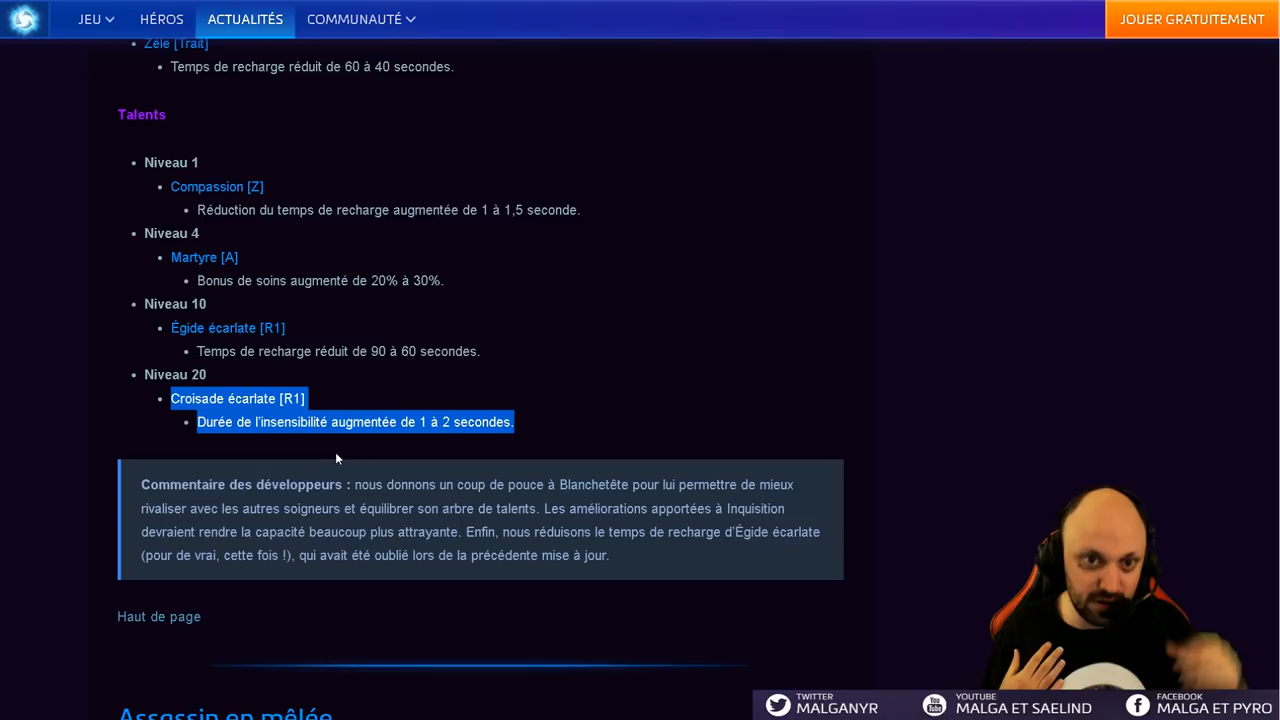 JEU HÉROS ACTUALITÉS COMMUNAUTÉ JOUER GRATUITEMENT
Zèle [Trait]
Temps de recharge réduit de 60 à 40 secondes.
Talents
Niveau 1
Compassion [Z]
Réduction du temps de recharge augmentée de 1 à 1,5 seconde.
Niveau 4
Martyre [A]
Bonus de soins augmenté de 20% à 30%.
Niveau 10
Égide écarlate [R1]
Temps de recharge réduit de 90 à 60 secondes.
Niveau 20
Croisade écarlate [R1]
Durée de l'insensibilité augmentée de 1 à 2 secondes.
Commentaire des développeurs : nous donnons un coup de pouce à Blanchetête pour lui permettre de mieux
rivaliser avec les autres soigneurs et équilibrer son arbre de talents. Les améliorations apportées à Inquisition
devraient rendre la capacité beaucoup plus attrayante. Enfin, nous réduisons le temps de recharge d'Égide écarlate
(pour de vrai, cette fois !), qui avait été oublié lors de la précédente mise à jour.
Haut de page
Assassin en mêlée
TWITTER
MALGANYR
YOUTUBE
MALGA ET SAELIND
FACEBOOK
MALGA ET PYRO